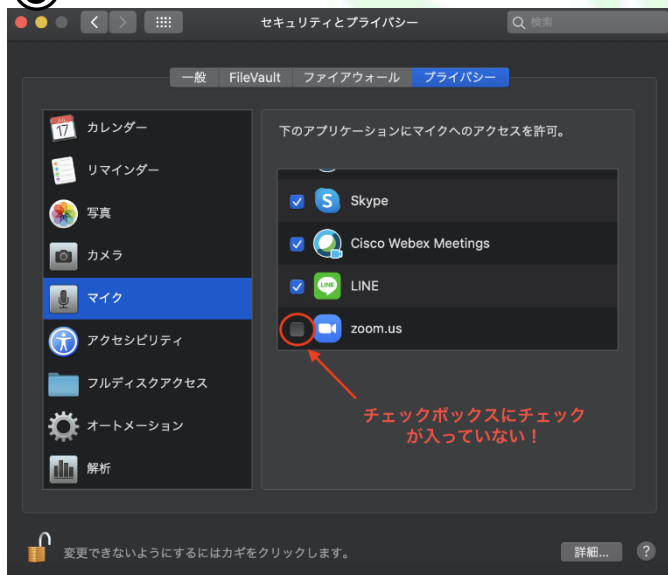 セキュリティとプライバシー
検索
一般 FileVault ファイアウォール プライバシー
17 カレンダー
下のアプリケーションにマイクへのアクセスを許可。
リマインダー
写真
Skype
カメラ
Cisco Webex Meetings
マイク
LINE LINE
アクセシビリティ
zoom.us
フルディスクアクセス
チェックボックスにチェック
が入っていない！
オートメーション
解析
変更できないようにするにはカギをクリックします。
詳細... ?